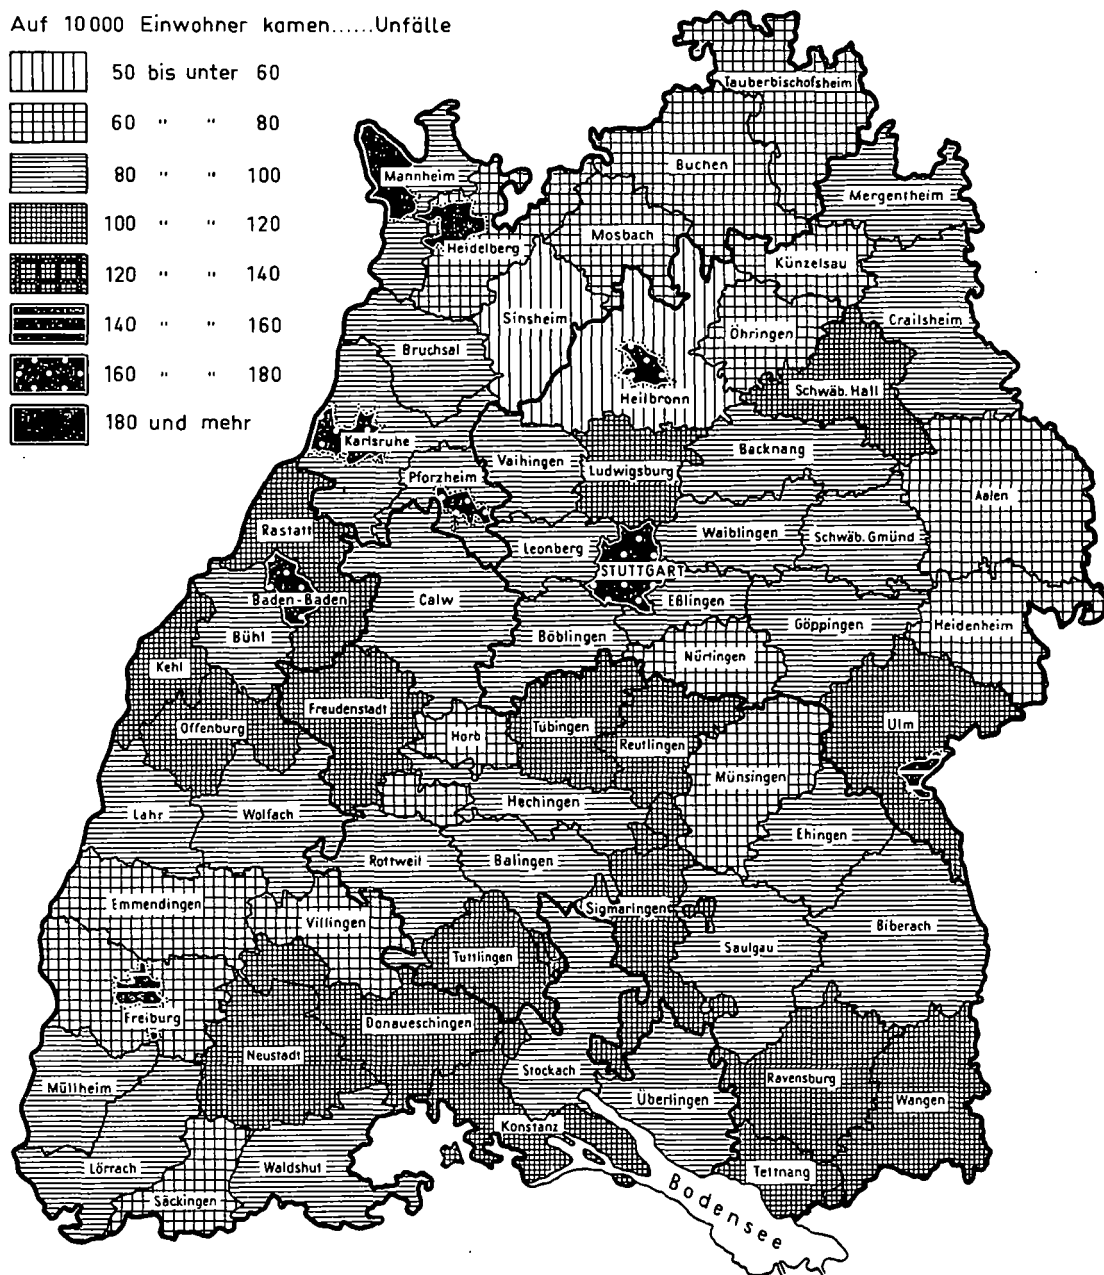 Auf 10 000 Einwohner kamen......Unfälle
50 bis unter 60
60 " " 80
80 " " 100
100 " " 120
120 " " 140
140 " " 160
160 " " 180
180 und mehr
Tauberbischofsheim
Buchen
Mannheim
Mergentheim
Heidelberg
Mosbach
Künzelsau
Sinsheim
Crailsheim
Öhringen
Bruchsal
Schwäb. Hall
Heilbronn
Karlsruhe
Backnang
Vaihingen
Ludwigsburg
Pforzheim
Aalen
Rastatt
Waiblingen
Schwäb. Gmünd
Leonberg
STUTTGART
Baden-Baden
Calw
Eßlingen
Göppingen
Heidenheim
Bühl
Böblingen
Nürtingen
Kehl
Freudenstadt
Offenburg
Horb
Tübingen
Ulm
Reutlingen
Münsingen
Hechingen
Lahr
Wolfach
Ehingen
Rottweil
Balingen
Emmendingen
Sigmaringen
Villingen
Biberach
Saulgau
Tuttlingen
Freiburg
Donaueschingen
Neustadt
Stockach
Ravensburg
Müllheim
Überlingen
Wangen
Konstanz
Lörrach
Waldshut
Tettnang
Säckingen
Bodensee